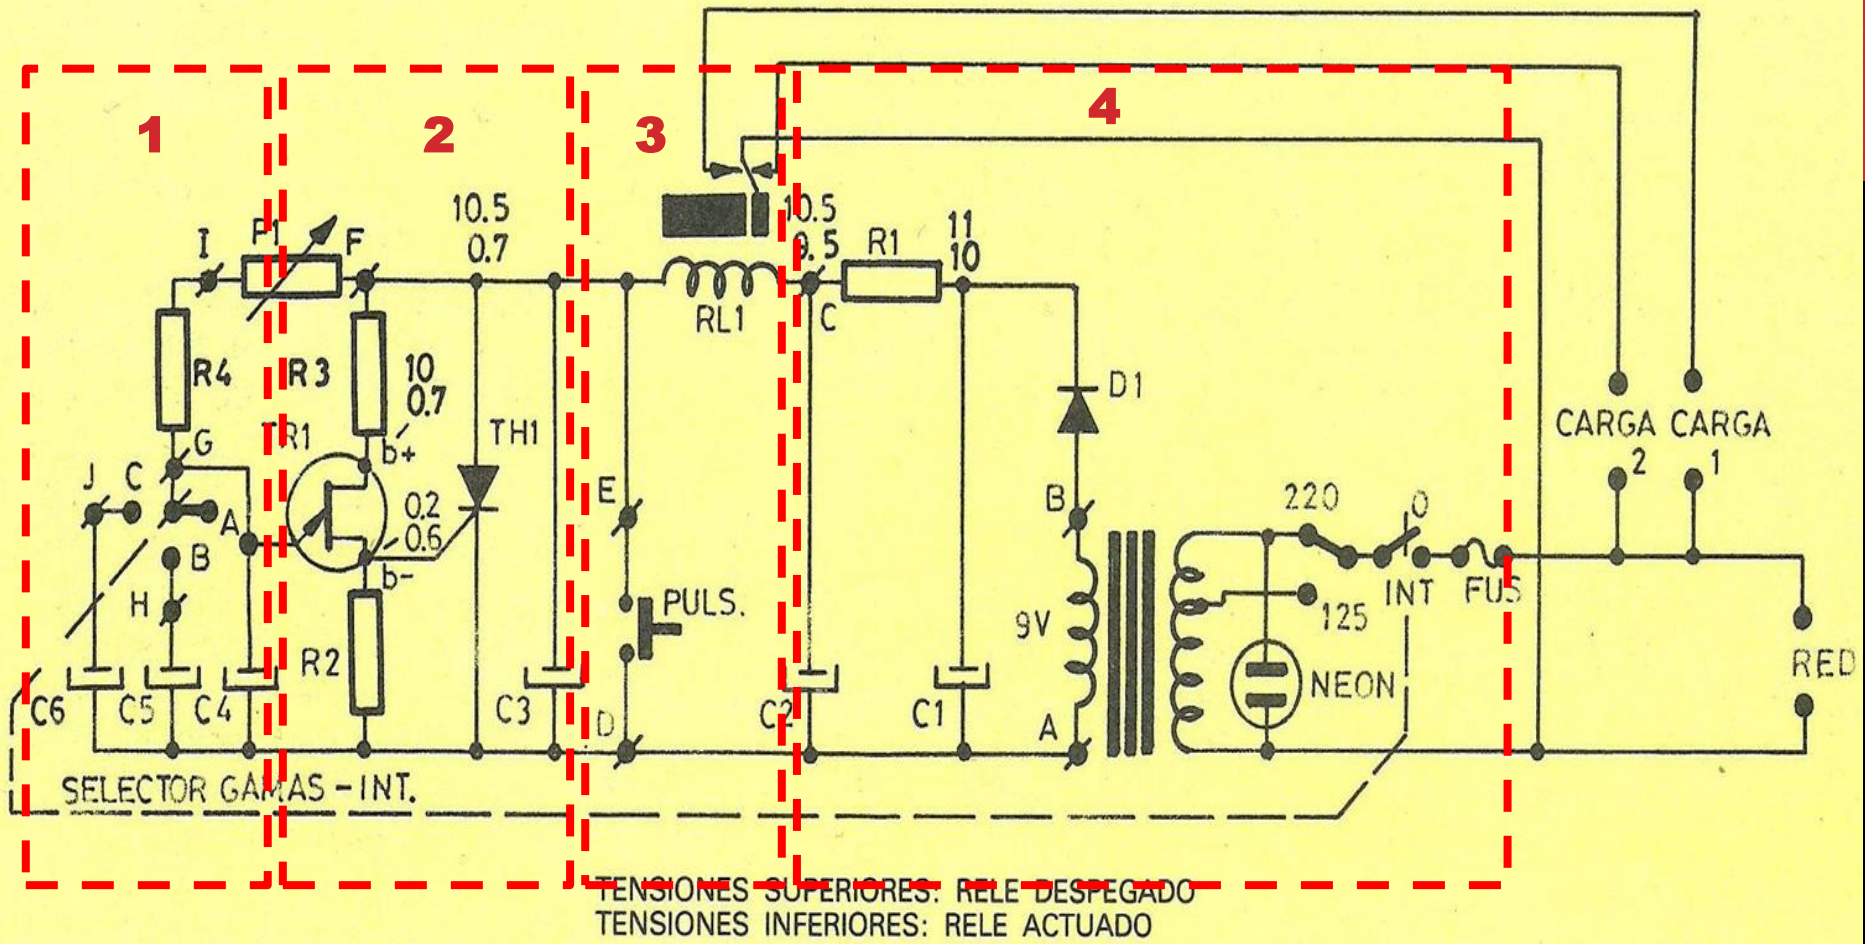 1
2
3
4
10.5
0.7
10.5
9.5
11
10
R1
I
P1
F
RL1
C
R4
R3
10
0.7
D1
TR1
b+
TH1
G
J
C
A
B
H
0.2
0.6
b-
E
PULS.
B
220
0
CARGA CARGA
2
1
INT
FUS
125
9V
NEON
RED
R2
C6
C5
C4
C3
D
C2
C1
A
SELECTOR GAMAS-INT.
TENSIONES SUPERIORES: RELE DESPEGADO
TENSIONES INFERIORES: RELE ACTUADO